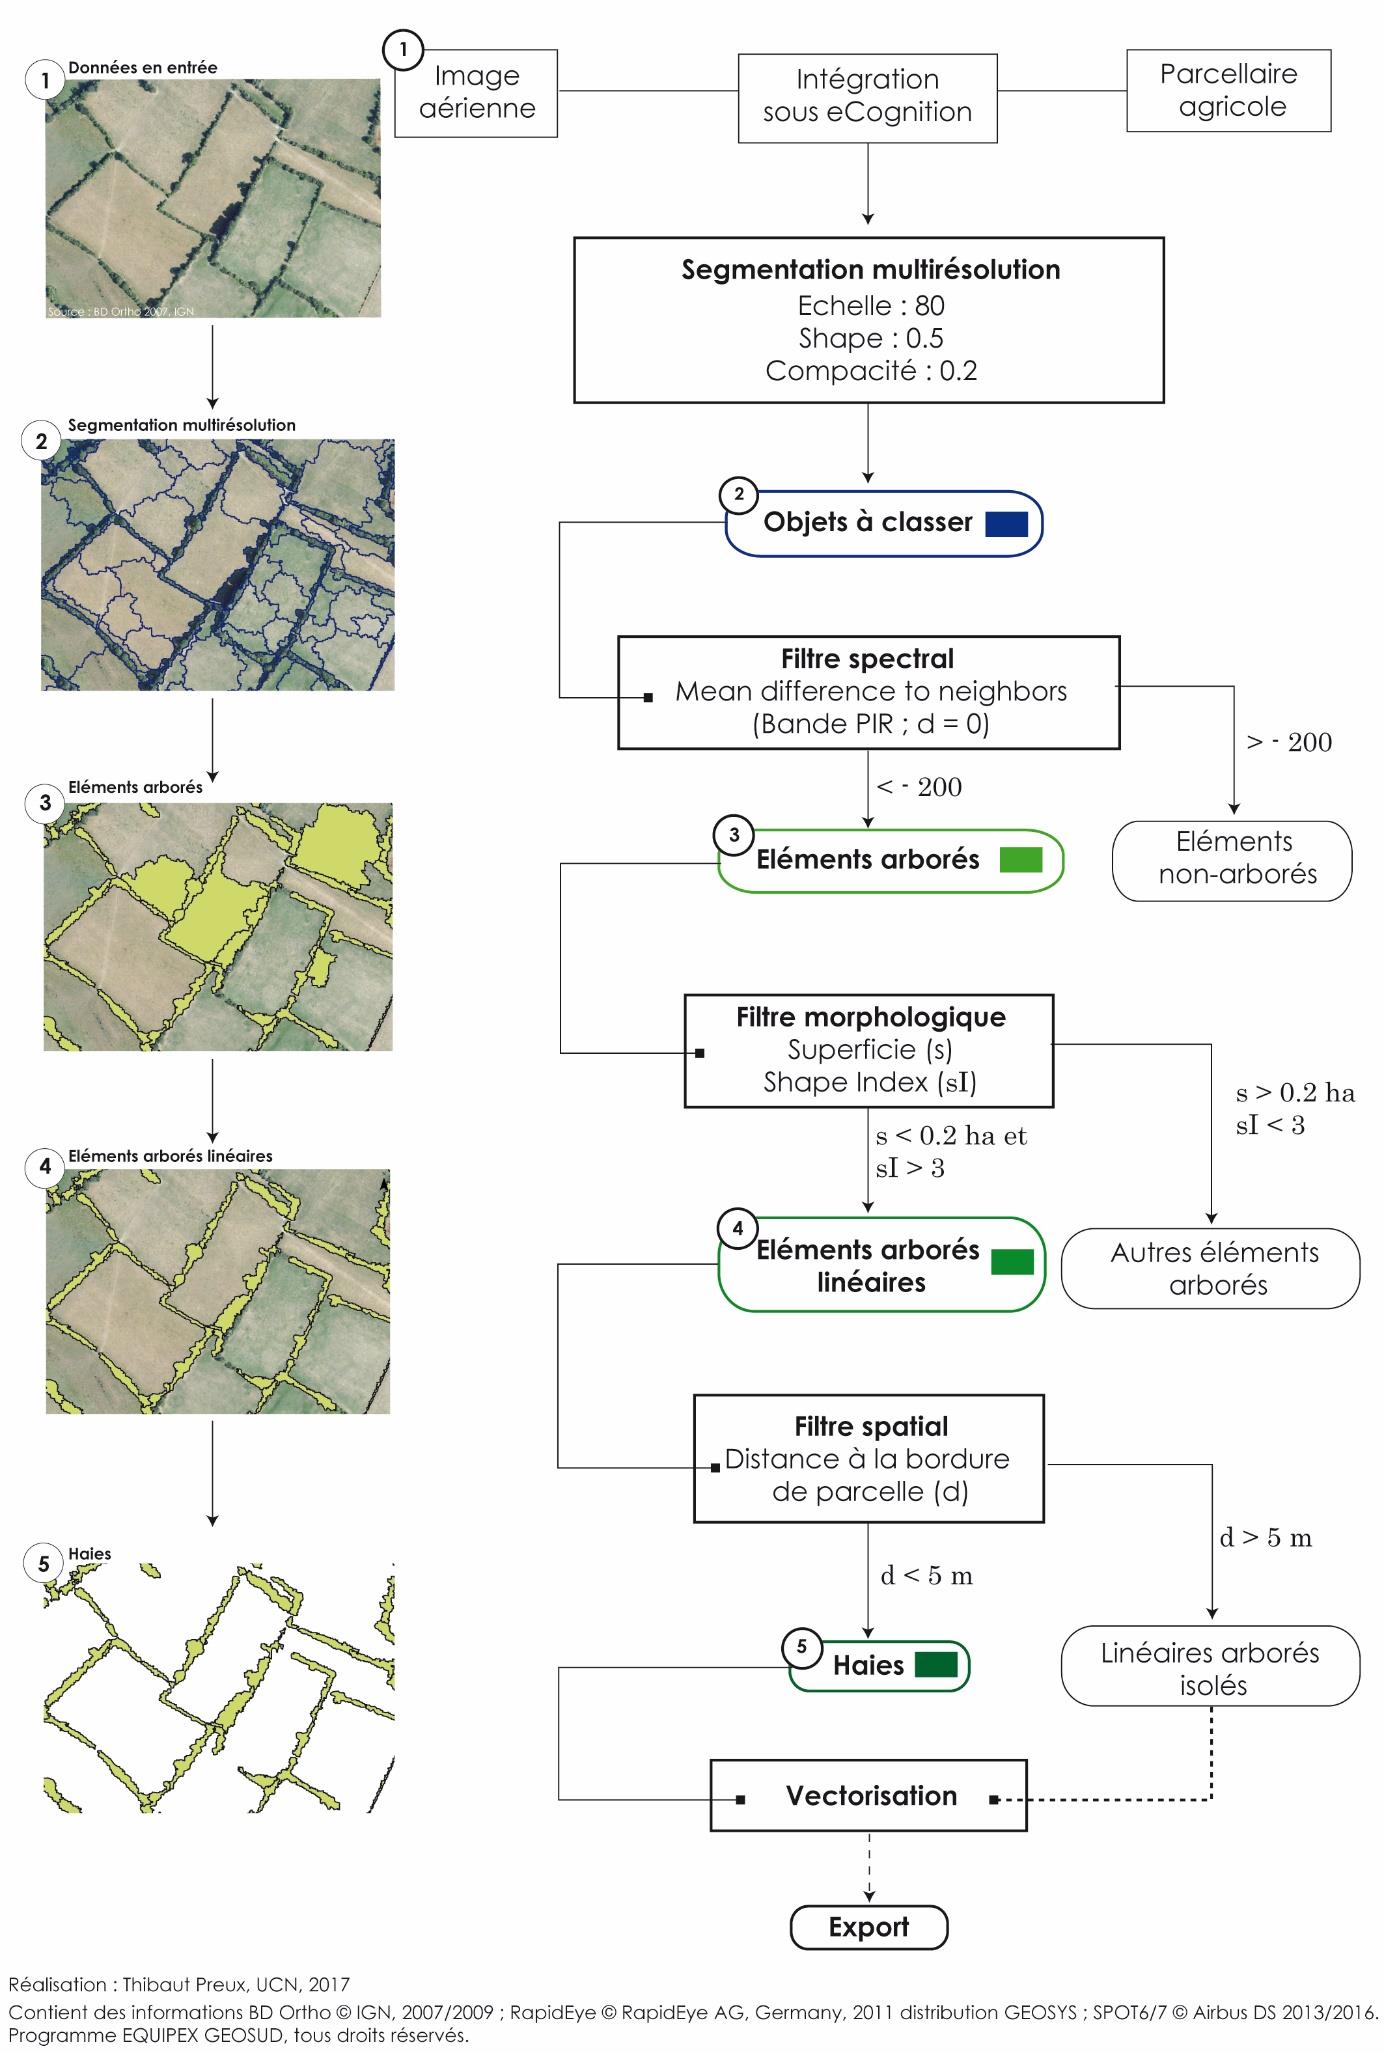 1
Données en entrée
Source : BD Ortho 2007, IGN
2
Segmentation multirésolution
3
Eléments arborés
4
Eléments arborés linéaires
5
Haies
1
Image
aérienne
Intégration
sous eCognition
Parcellaire
agricole
Segmentation multirésolution
Echelle : 80
Shape : 0.5
Compacité : 0.2
2
Objets à classer
Filtre spectral
Mean difference to neighbors
(Bande PIR ; d = 0)
> - 200
< - 200
3
Eléments arborés
Eléments
non-arborés
Filtre morphologique
Superficie (s)
Shape Index (sI)
s > 0.2 ha
sI < 3
s < 0.2 ha et
sI > 3
4
Eléments arborés
linéaires
Autres éléments
arborés
Filtre spatial
Distance à la bordure
de parcelle (d)
d > 5 m
d < 5 m
5
Haies
Linéaires arborés
isolés
Vectorisation
Export
Réalisation : Thibaut Preux, UCN, 2017
Contient des informations BD Ortho © IGN, 2007/2009 ; RapidEye © RapidEye AG, Germany, 2011 distribution GEOSYS ; SPOT6/7 © Airbus DS 2013/2016.
Programme EQUIPEX GEOSUD, tous droits réservés.